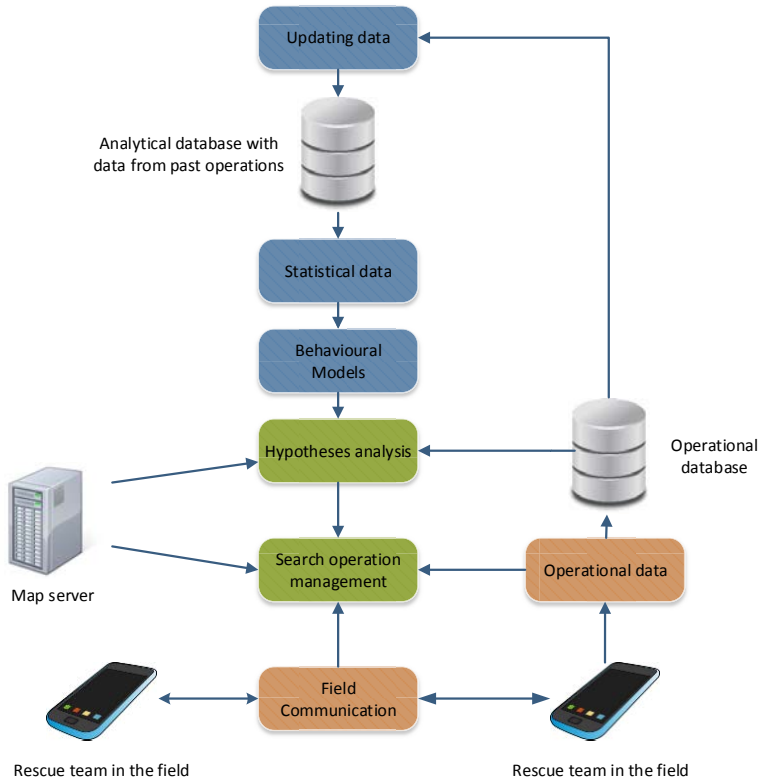 Updating data
Analytical database with
data from past operations
Statistical data
Behavioural
Models
Hypotheses analysis
Operational
database
Search operation
management
Operational data
Map server
Field
Communication
Rescue team in the field
Rescue team in the field